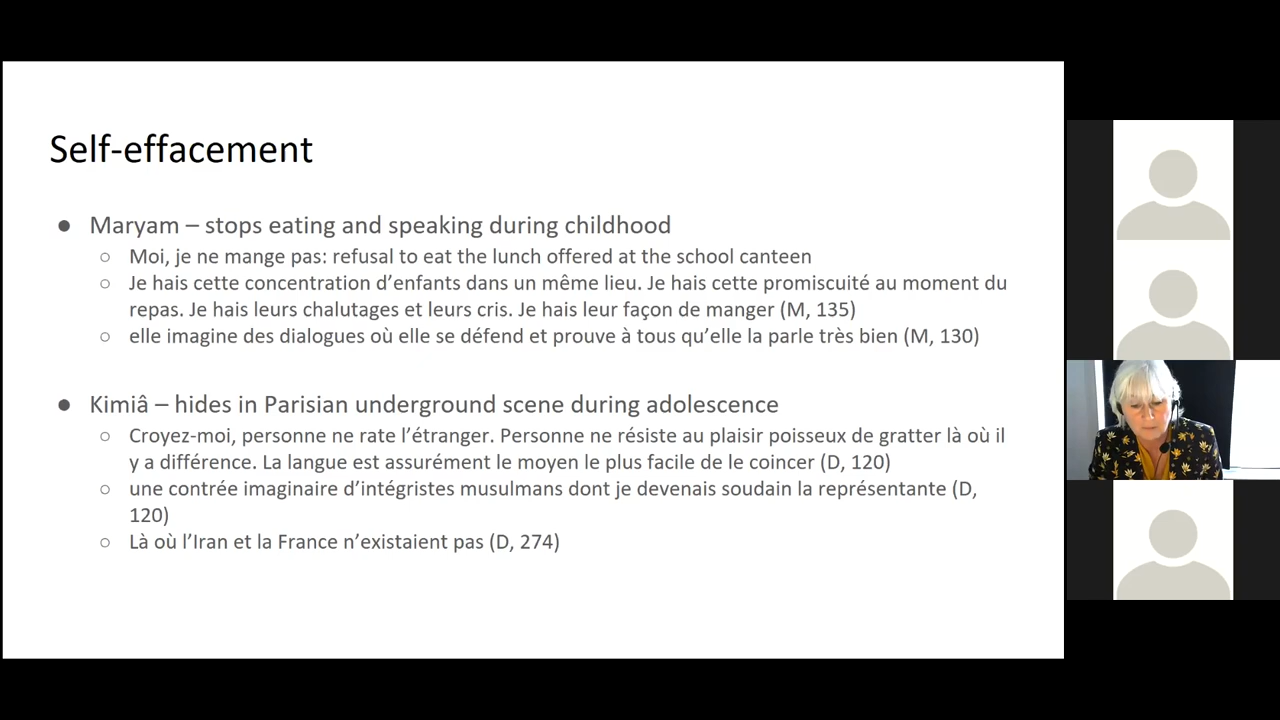 Self-effacement
● Maryam – stops eating and speaking during childhood
○ Moi, je ne mange pas: refusal to eat the lunch offered at the school canteen
○ Je hais cette concentration d’enfants dans un même lieu. Je hais cette promiscuité au moment du
repas. Je hais leurs chalutages et leurs cris. Je hais leur façon de manger (M, 135)
○ elle imagine des dialogues où elle se défend et prouve à tous qu’elle la parle très bien (M, 130)
● Kimiâ – hides in Parisian underground scene during adolescence
○ Croyez-moi, personne ne rate l’étranger. Personne ne résiste au plaisir poisseux de gratter là où il
y a différence. La langue est assurément le moyen le plus facile de le coincer (D, 120)
○ une contrée imaginaire d’intégristes musulmans dont je devenais soudain la représentante (D,
120)
○ Là où l’Iran et la France n’existaient pas (D, 274)